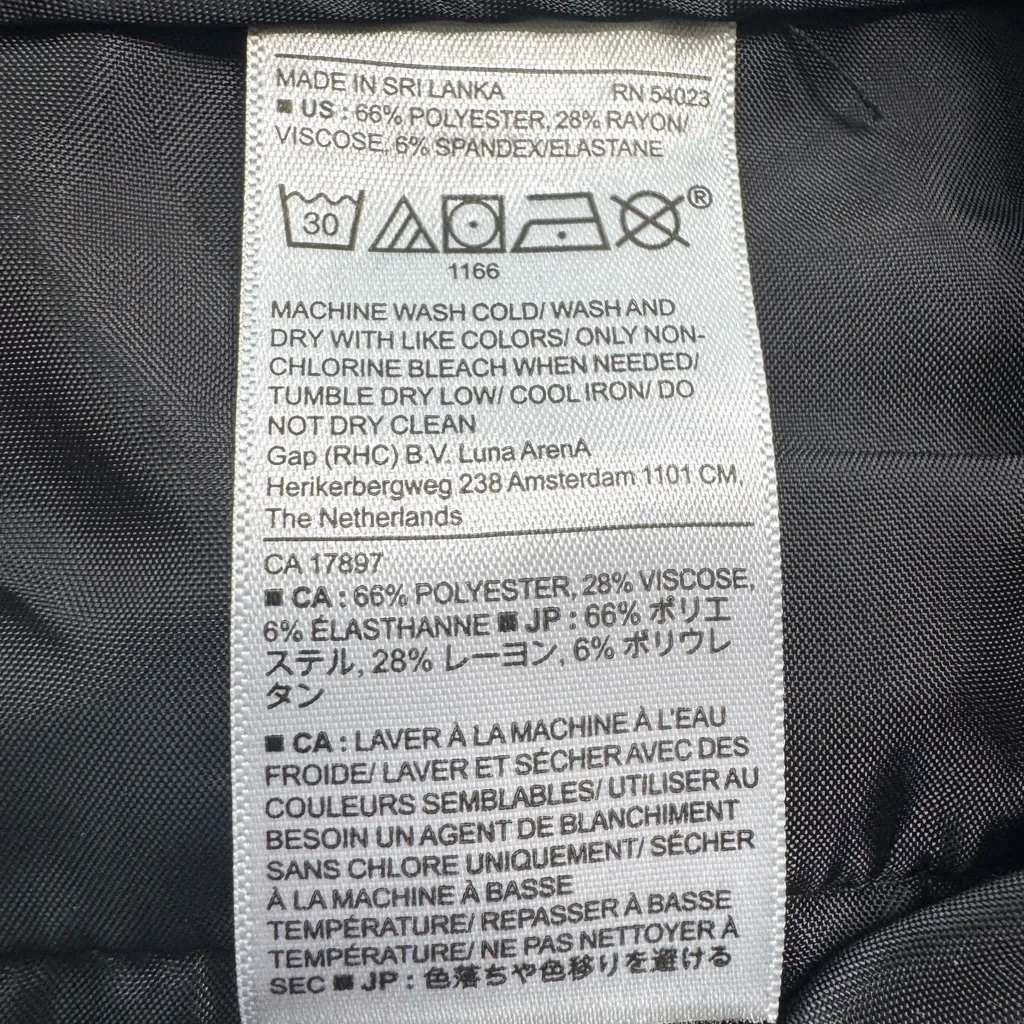 MADE IN SRI LANKA RN 54023
■ US : 66% POLYESTER, 28% RAYON/
VISCOSE, 6% SPANDEX/ELASTANE
30
®
1166
MACHINE WASH COLD/ WASH AND
DRY WITH LIKE COLORS/ ONLY NON-
CHLORINE BLEACH WHEN NEEDED/
TUMBLE DRY LOW/ COOL IRON/ DO
NOT DRY CLEAN
Gap (RHC) B.V. Luna ArenA
Herikerbergweg 238 Amsterdam 1101 CM,
The Netherlands
CA 17897
■ CA : 66% POLYESTER, 28% VISCOSE,
6% ÉLASTHANNE ■ JP : 66% ポリエ
ステル, 28% レーヨン, 6% ポリウレ
タン
■ CA : LAVER À LA MACHINE À L'EAU
FROIDE/ LAVER ET SÉCHER AVEC DES
COULEURS SEMBLABLES/ UTILISER AU
BESOIN UN AGENT DE BLANCHIMENT
SANS CHLORE UNIQUEMENT/ SÉCHER
À LA MACHINE À BASSE
TEMPÉRATURE/ REPASSER À BASSE
TEMPÉRATURE/ NE PAS NETTOYER À
SEC ■ JP : 色落ちや色移りを避ける